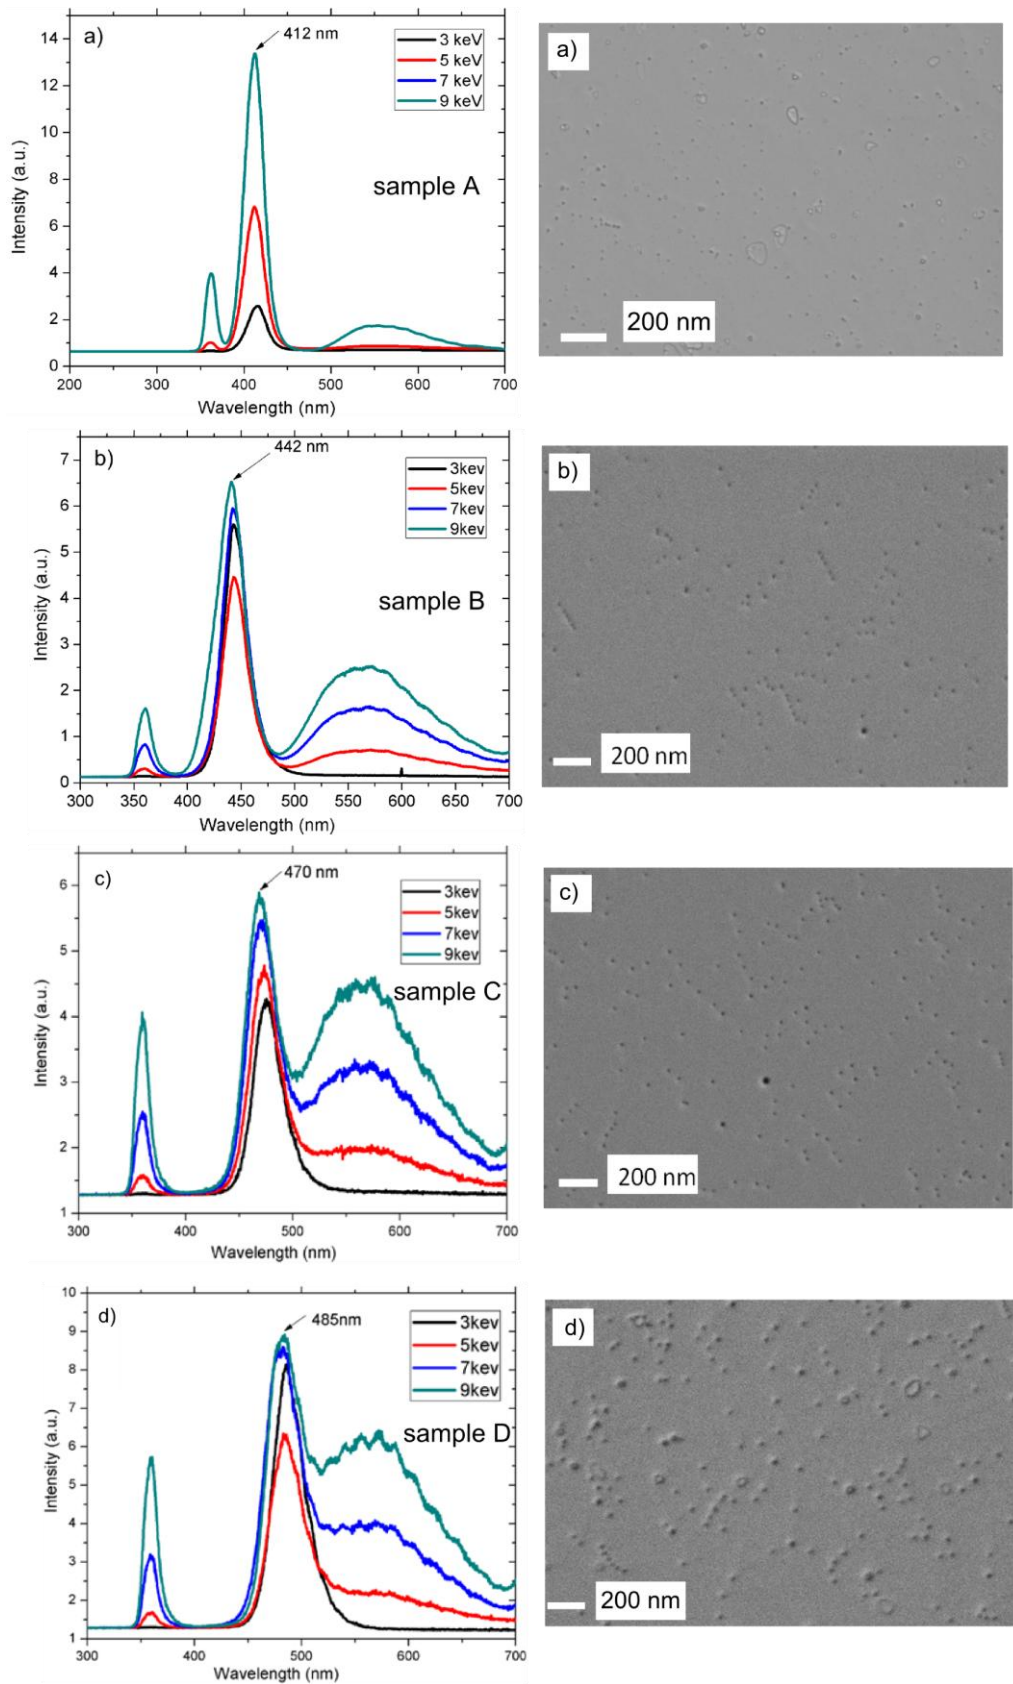 a)
412 nm
3 keV
5 keV
7 keV
9 keV
sample A
14
12
10
8
6
4
2
0
Intensity (a.u.)
200 300 400 500 600 700
Wavelength (nm)
a)
200 nm
b)
442 nm
3kev
5kev
7kev
9kev
sample B
7
6
5
4
3
2
1
0
Intensity (a.u.)
300 350 400 450 500 550 600 650 700
Wavelength (nm)
b)
200 nm
c)
470 nm
3kev
5kev
7kev
9kev
sample C
6
5
4
3
2
1
Intensity (a.u.)
300 400 500 600 700
Wavelength (nm)
c)
200 nm
d)
485nm
3kev
5kev
7kev
9kev
sample D
10
9
8
7
6
5
4
3
2
1
Intensity (a.u.)
300 400 500 600 700
Wavelength (nm)
d)
200 nm